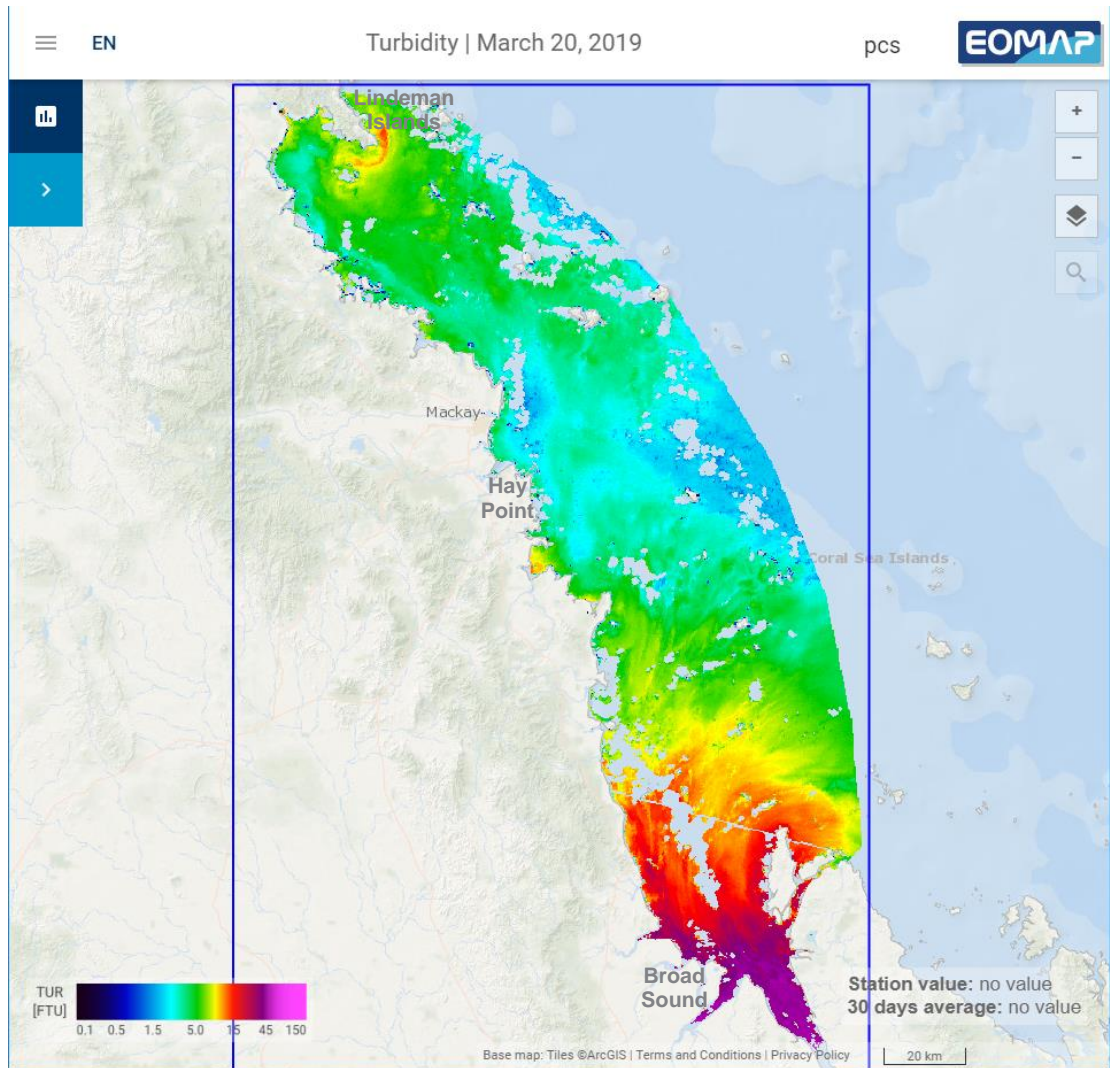 EN
Turbidity | March 20, 2019
pcs
EOMAP
Lindeman
Islands
Mackay
Hay
Point
Coral Sea Islands
Broad
Sound
Station value: no value
30 days average: no value
TUR
[FTU]
0.1 0.5 1.5 5.0 15 45 150
Base map: Tiles ©ArcGIS | Terms and Conditions | Privacy Policy
20 km
+
−